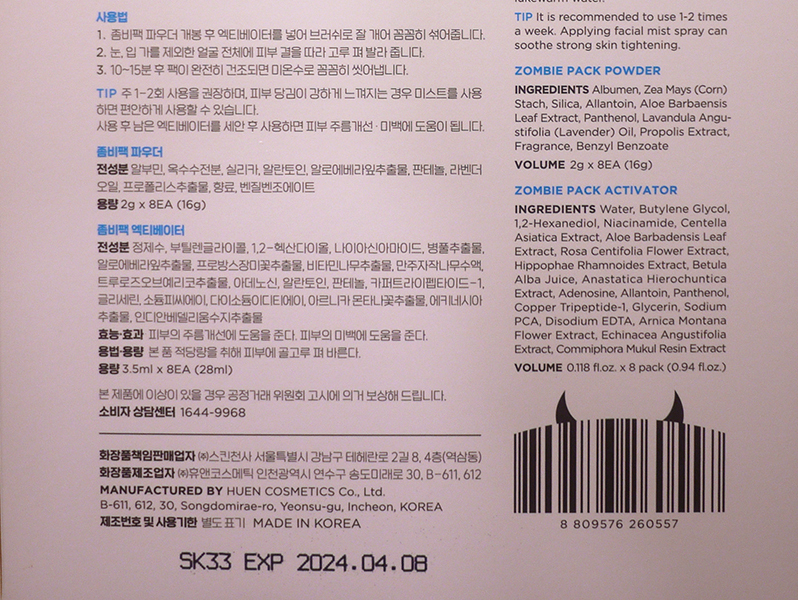 사용법
1. 좀비팩 파우더 개봉 후 엑티베이터를 넣어 브러쉬로 잘 개어 꼼꼼히 섞어줍니다.
2. 눈, 입 가를 제외한 얼굴 전체에 피부 결을 따라 고루 펴 발라 줍니다.
3. 10~15분 후 팩이 완전히 건조되면 미온수로 꼼꼼히 씻어냅니다.
TIP 주 1-2회 사용을 권장하며, 피부 당김이 강하게 느껴지는 경우 미스트를 사용
하면 편안하게 사용할 수 있습니다.
사용 후 남은 엑티베이터를 세안 후 사용하면 피부 주름개선·미백에 도움이 됩니다.
좀비팩 파우더
전성분 알부민, 옥수수전분, 실리카, 알란토인, 알로에베라잎추출물, 판테놀, 라벤더
오일, 프로폴리스추출물, 향료, 벤질벤조에이트
용량 2g x 8EA (16g)
좀비팩 엑티베이터
전성분 정제수, 부틸렌글라이콜, 1,2-헥산다이올, 나이아신아마이드, 병풀추출물,
알로에베라잎추출물, 프로방스장미꽃추출물, 비타민나무추출물, 만주자작나무수액,
트루로즈오브예리코추출물, 아데노신, 알란토인, 판테놀, 카퍼트라이펩타이드-1,
글리세린, 소듐피씨에이, 다이소듐이디티에이, 아르니카 몬타나꽃추출물, 에키네시아
추출물, 인디안베델리움수지추출물
효능·효과 피부의 주름개선에 도움을 준다. 피부의 미백에 도움을 준다.
용법·용량 본 품 적당량을 취해 피부에 골고루 펴 바른다.
용량 3.5ml x 8EA (28ml)
본 제품에 이상이 있을 경우 공정거래 위원회 고시에 의거 보상해 드립니다.
소비자 상담센터 1644-9968
화장품책임판매업자 ㈜스킨천사 서울특별시 강남구 테헤란로 2길 8, 4층(역삼동)
화장품제조업자 ㈜휴앤코스메틱 인천광역시 연수구 송도미래로 30, B-611, 612
MANUFACTURED BY HUEN COSMETICS Co., Ltd.
B-611, 612, 30, Songdomirae-ro, Yeonsu-gu, Incheon, KOREA
제조번호 및 사용기한 별도 표기 MADE IN KOREA
SK33 EXP 2024.04.08
lukewarm water.
TIP It is recommended to use 1-2 times
a week. Applying facial mist spray can
soothe strong skin tightening.
ZOMBIE PACK POWDER
INGREDIENTS Albumen, Zea Mays (Corn)
Stach, Silica, Allantoin, Aloe Barbaensis
Leaf Extract, Panthenol, Lavandula Angu-
stifolia (Lavender) Oil, Propolis Extract,
Fragrance, Benzyl Benzoate
VOLUME 2g x 8EA (16g)
ZOMBIE PACK ACTIVATOR
INGREDIENTS Water, Butylene Glycol,
1,2-Hexanediol, Niacinamide, Centella
Asiatica Extract, Aloe Barbadensis Leaf
Extract, Rosa Centifolia Flower Extract,
Hippophae Rhamnoides Extract, Betula
Alba Juice, Anastatica Hierochuntica
Extract, Adenosine, Allantoin, Panthenol,
Copper Tripeptide-1, Glycerin, Sodium
PCA, Disodium EDTA, Arnica Montana
Flower Extract, Echinacea Angustifolia
Extract, Commiphora Mukul Resin Extract
VOLUME 0.118 fl.oz. x 8 pack (0.94 fl.oz.)
8 809576 260557